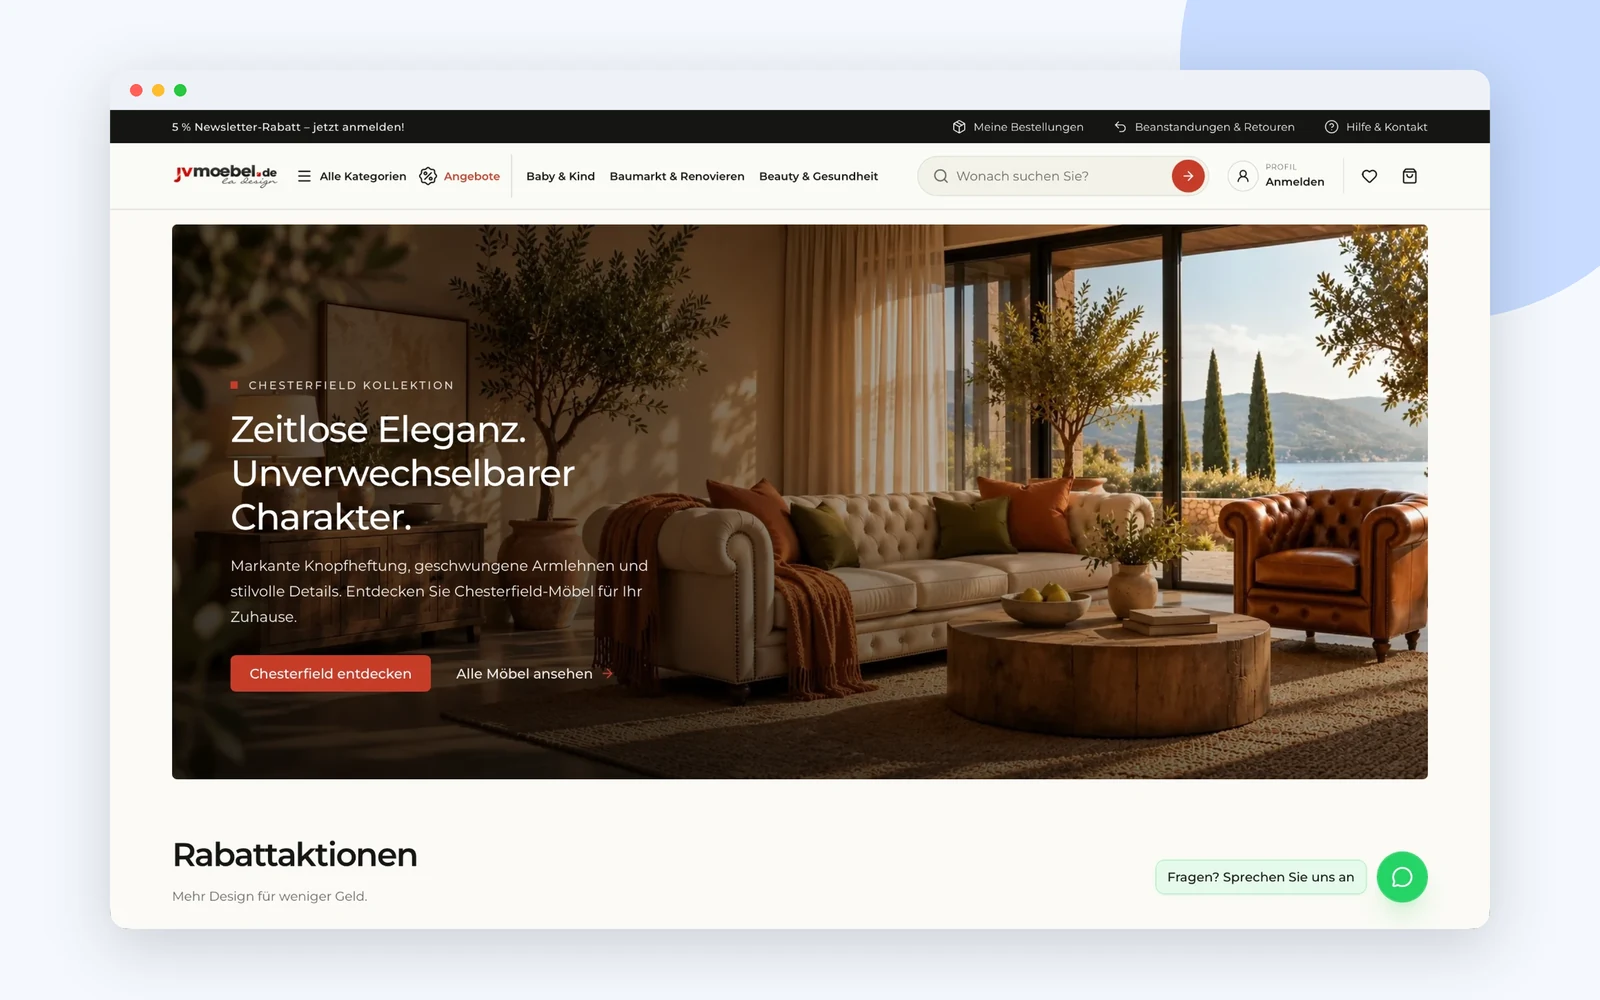 5 % Newsletter-Rabatt – jetzt anmelden!
Meine Bestellungen
Beanstandungen & Retouren
Hilfe & Kontakt
jvmoebel.de
la design
Alle Kategorien
Angebote
Baby & Kind
Baumarkt & Renovieren
Beauty & Gesundheit
Wonach suchen Sie?
PROFIL
Anmelden
CHESTERFIELD KOLLEKTION
Zeitlose Eleganz.
Unverwechselbarer
Charakter.
Markante Knopfheftung, geschwungene Armlehnen und
stilvolle Details. Entdecken Sie Chesterfield-Möbel für Ihr
Zuhause.
Chesterfield entdecken
Alle Möbel ansehen →
Rabattaktionen
Mehr Design für weniger Geld.
Fragen? Sprechen Sie uns an